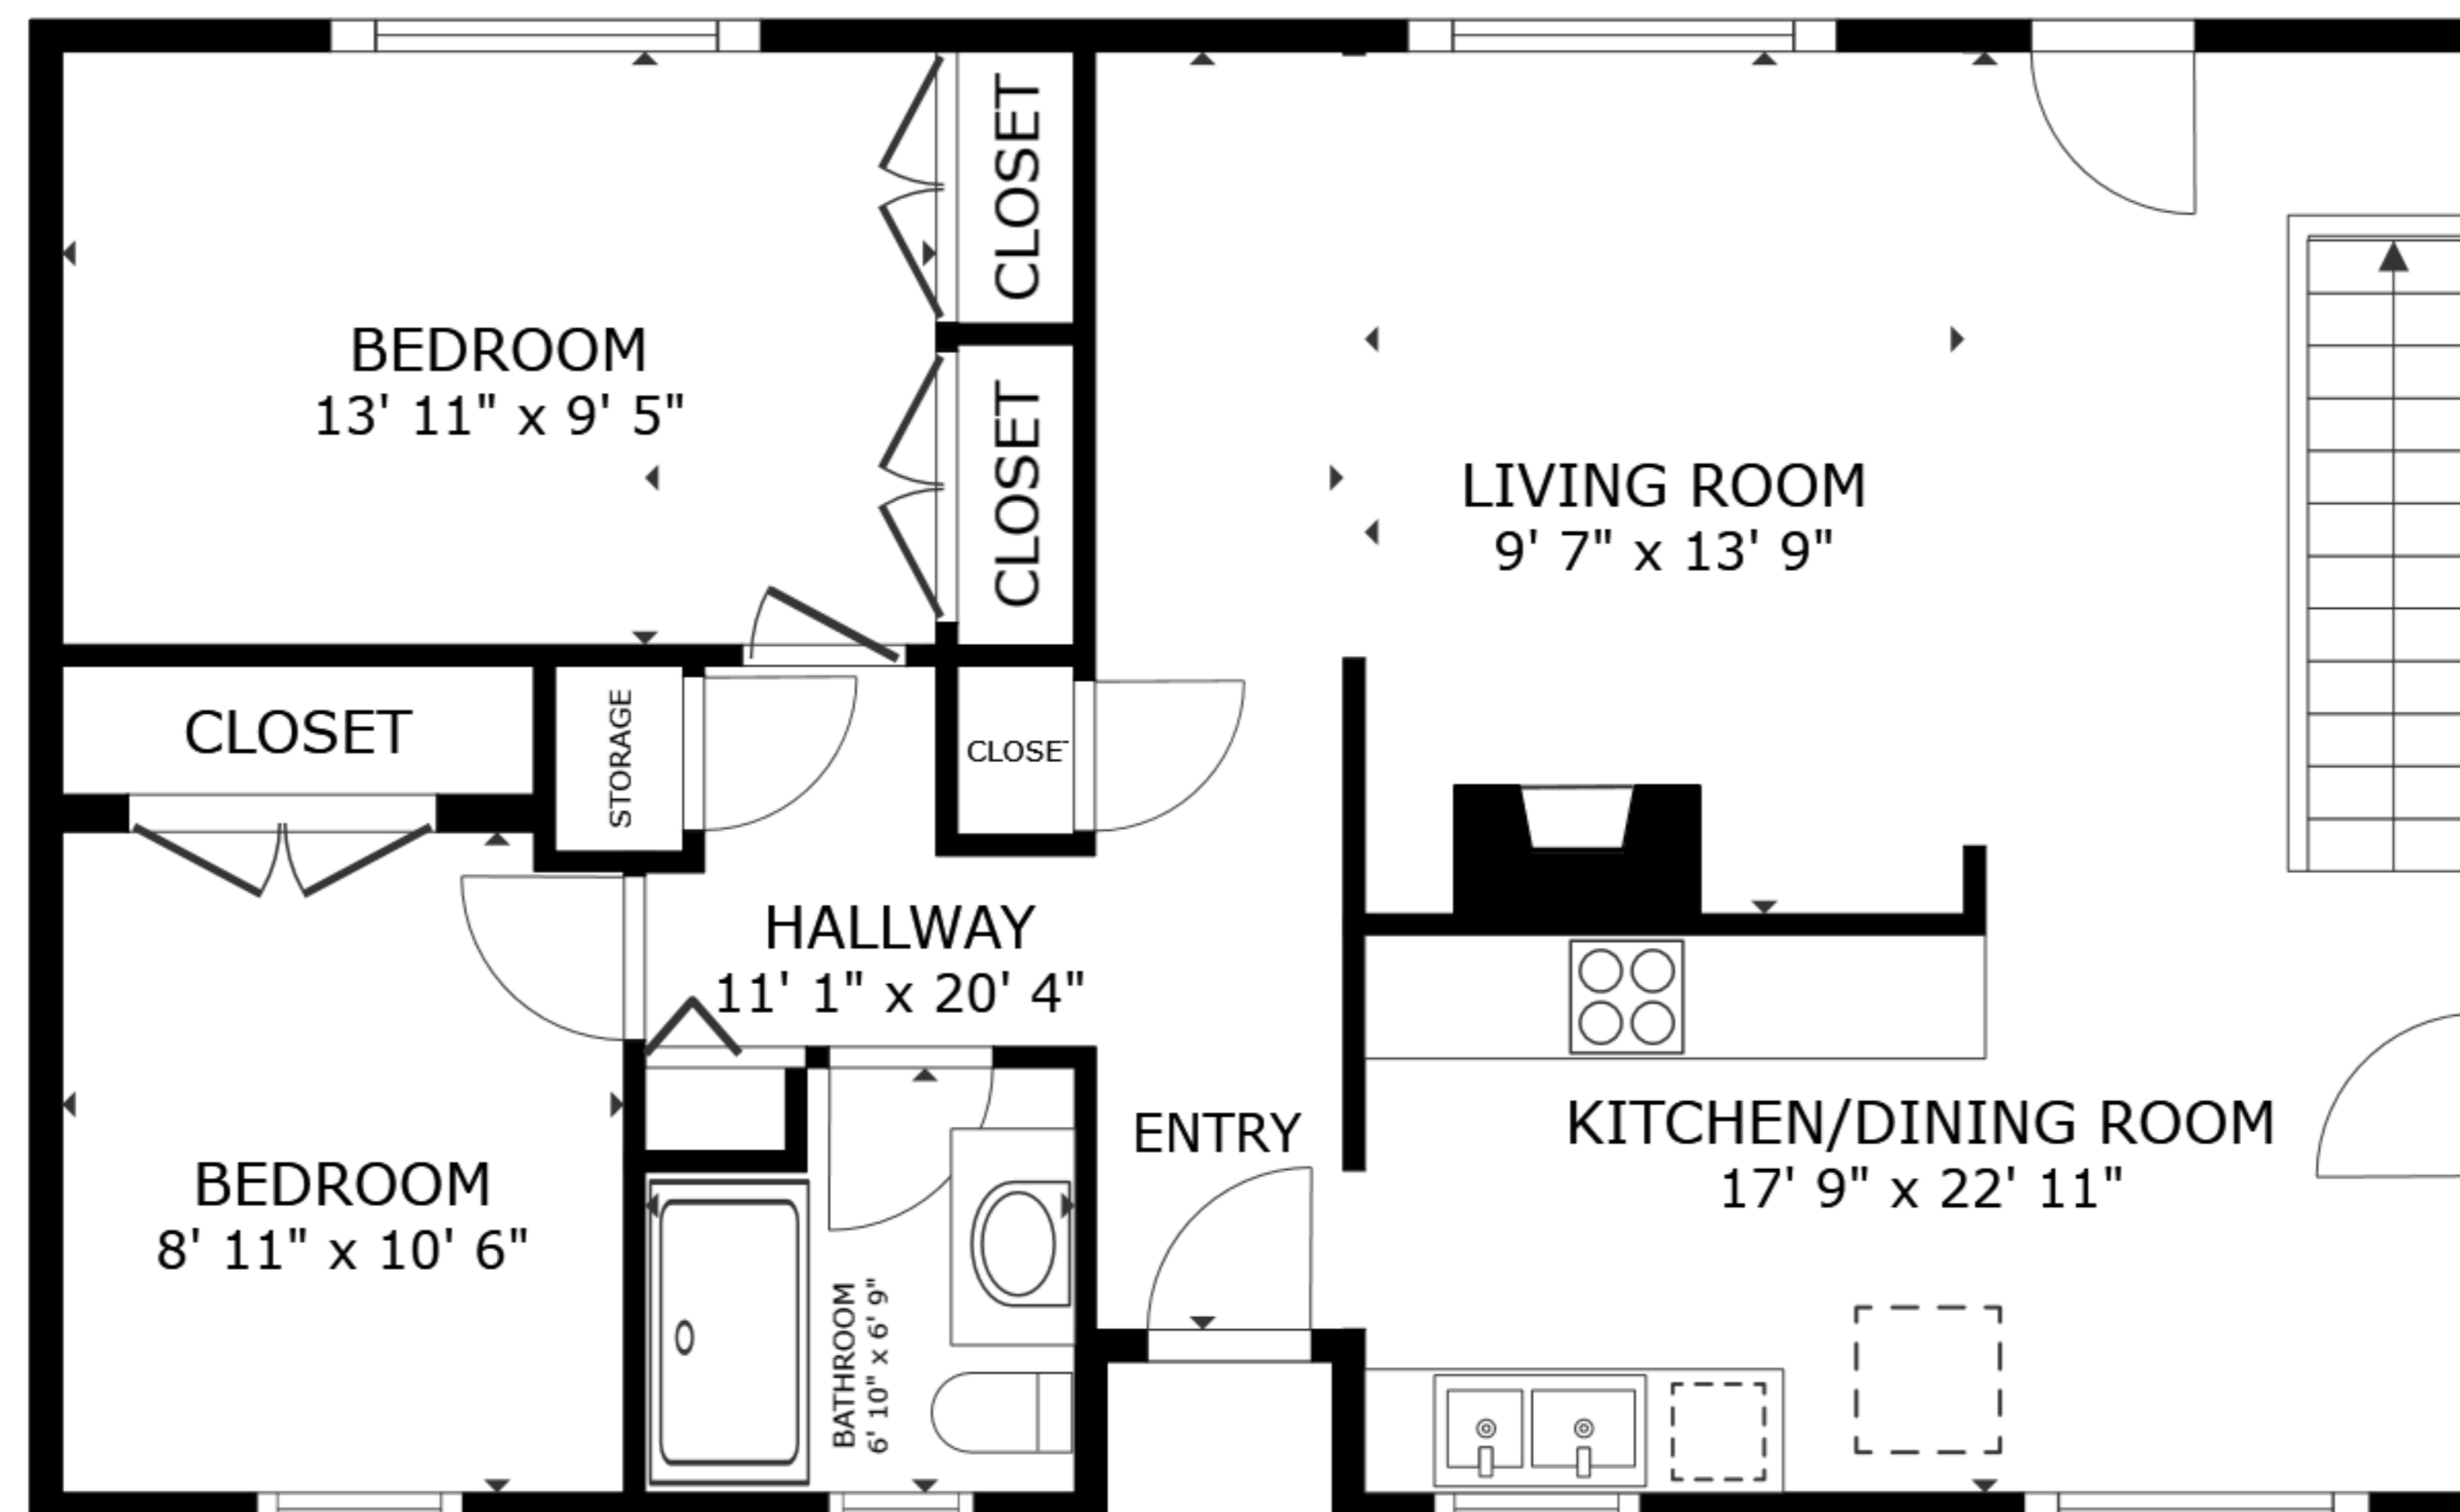 CLOSET
BEDROOM
13' 11" x 9' 5"
CLOSET
LIVING ROOM
9' 7" x 13' 9"
CLOSET
STORAGE
CLOSE
HALLWAY
11' 1" x 20' 4"
ENTRY
KITCHEN/DINING ROOM
17' 9" x 22' 11"
BEDROOM
8' 11" x 10' 6"
BATHROOM
6' 10" x 6' 9"